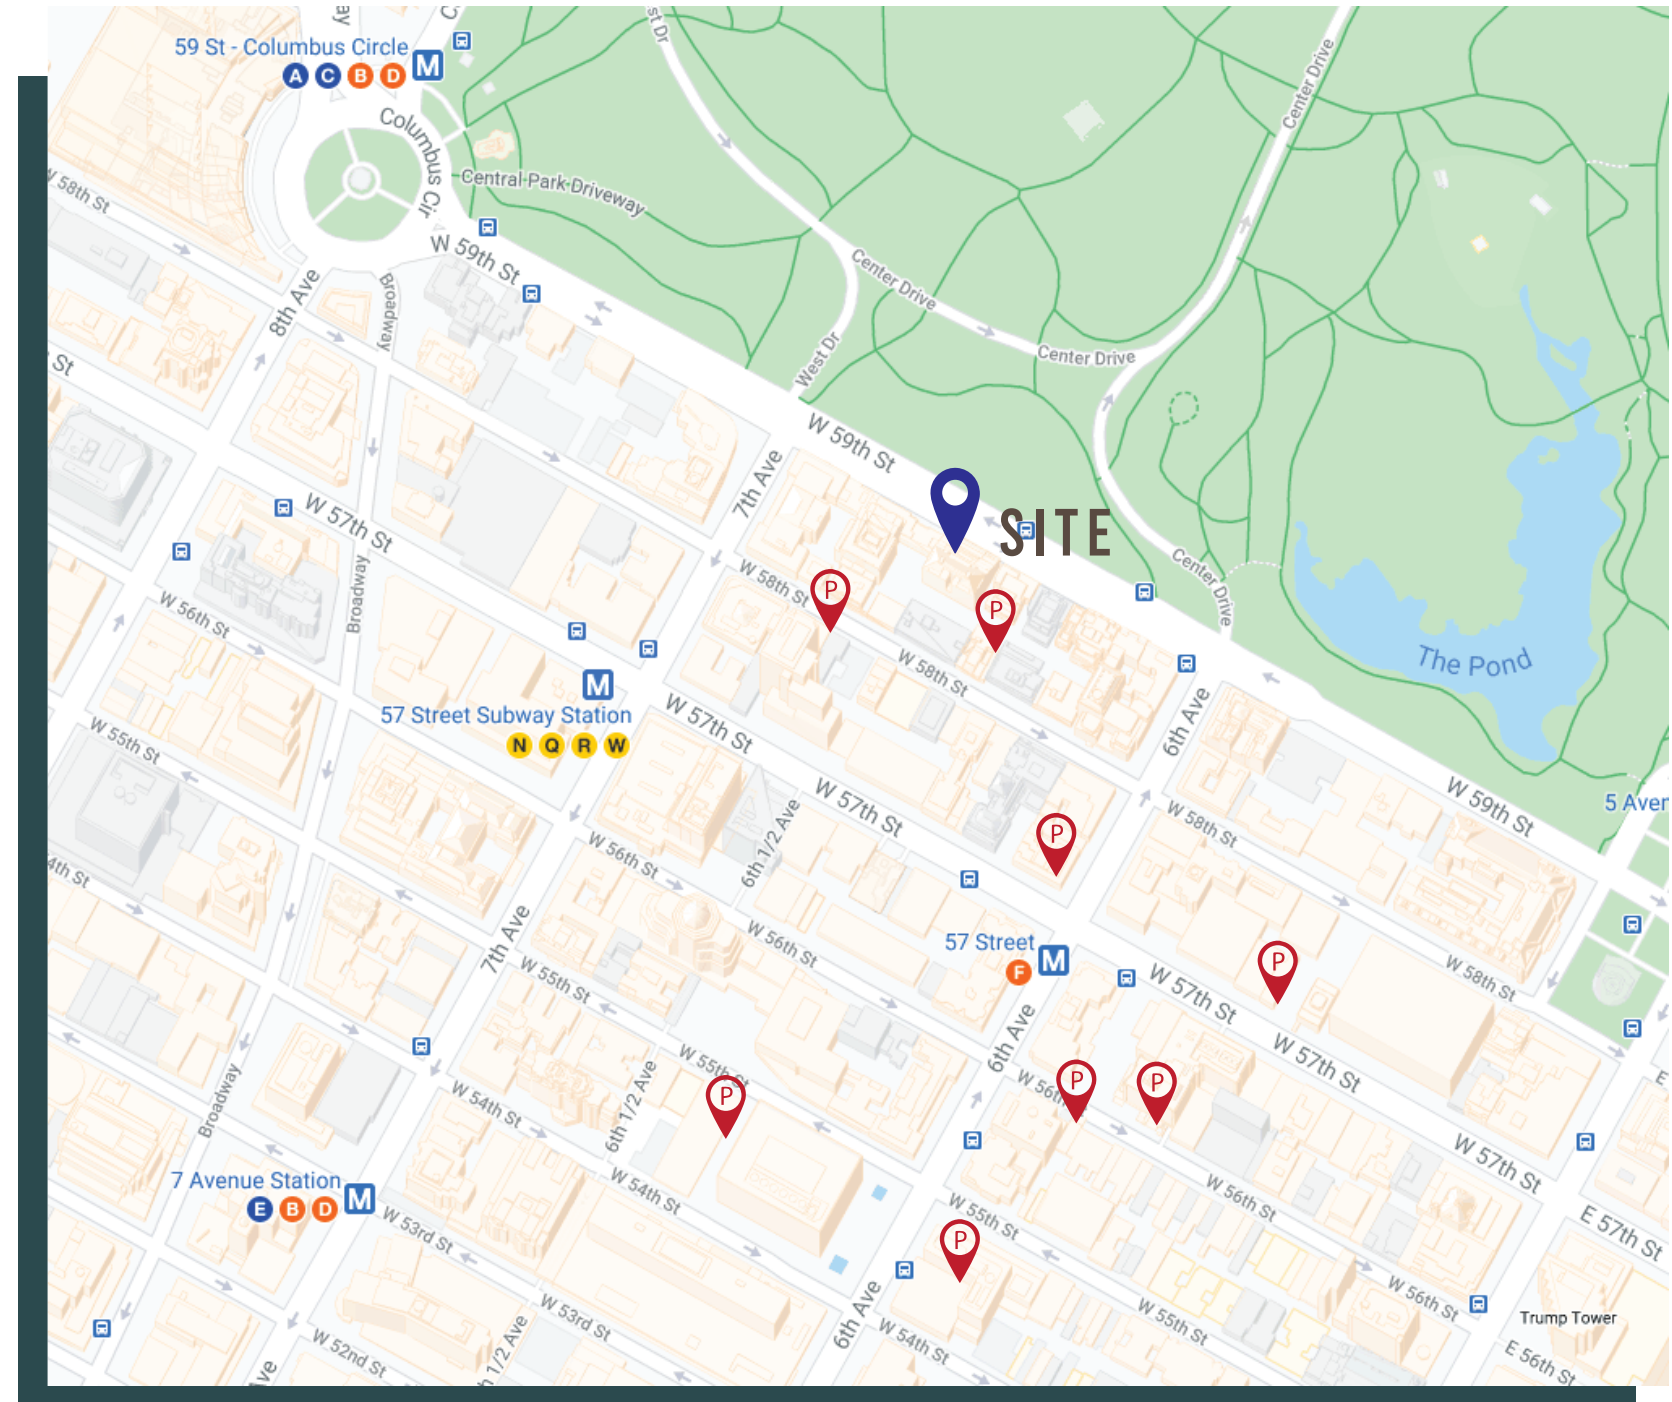 ay
C
st Dr
59 St - Columbus Circle
M
A C B D
Center Drive
Columbus Cir
Central Park Driveway
W 58th St
W 59th St
8th Ave
Broadway
Center Drive
Center Drive
West Dr
St
W 59th St
7th Ave
SITE
W 57th St
Broadway
W 58th St
P
P
Center Drive
W 56th St
W 58th St
The Pond
M
57 Street Subway Station
N Q R W
W 57th St
6th Ave
W 55th St
W 57th St
6th 1/2 Ave
W 59th St
5 Aven
W 58th St
P
W 56th St
4th St
7th Ave
W 56th St
57 Street
M
F
W 55th St
W 58th St
P
W 57th St
6th Ave
W 57th St
W 55th St
P
W 56th
P
P
E
Broadway
W 54th St
6th 1/2 Ave
7 Avenue Station
M
E B D
W 54th St
W 57th St
W 56th St
W 53rd St
W 55th St
E 57th St
P
6th Ave
W 53rd St
W 55th St
W 56th St
Trump Tower
W 52nd St
1/2 Ave
W 54th St
E 56th St
Ave